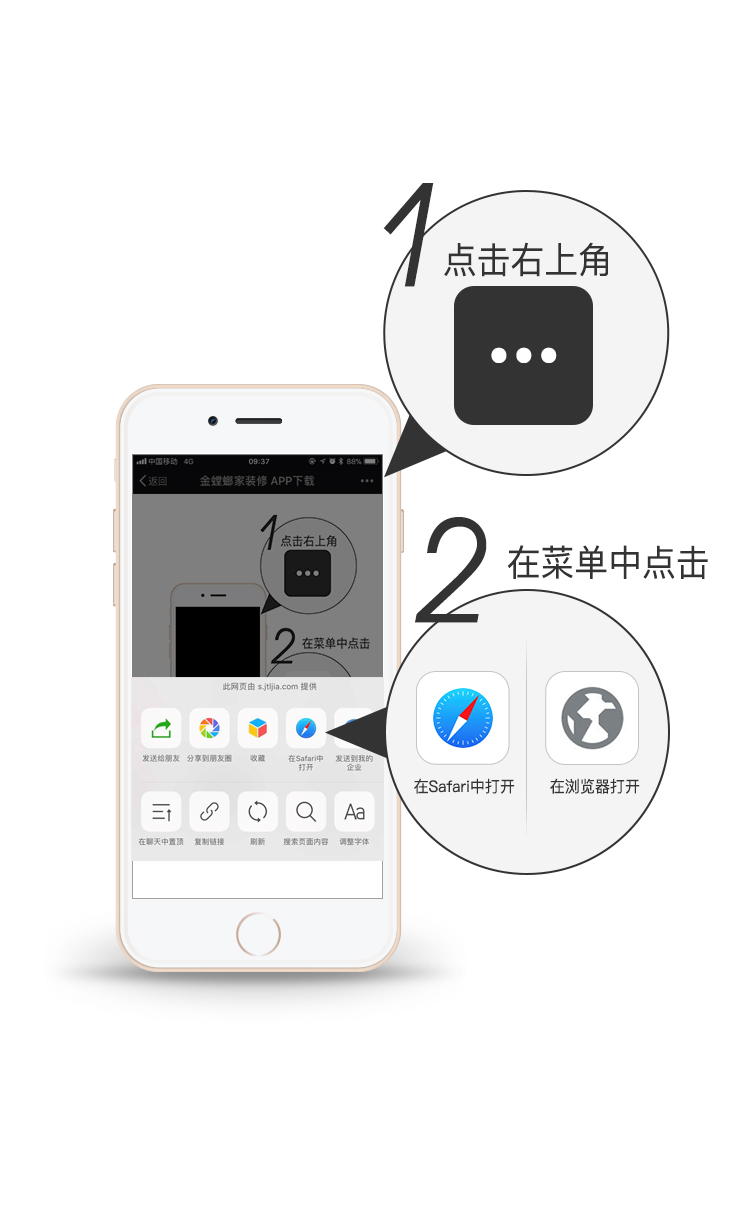 1
点击右上角
•••
中国移动 4G 09:37 88%
返回 金螳螂家装修 APP下载 •••
1
点击右上角
2
在菜单中点击
此网页由 s.jtljia.com 提供
发送给朋友 分享到朋友圈 收藏 在Safari中 发送到我的
打开 企业
在聊天中置顶 复制链接 刷新 搜索页面内容 调整字体
Aa
2
在菜单中点击
在Safari中打开 在浏览器打开